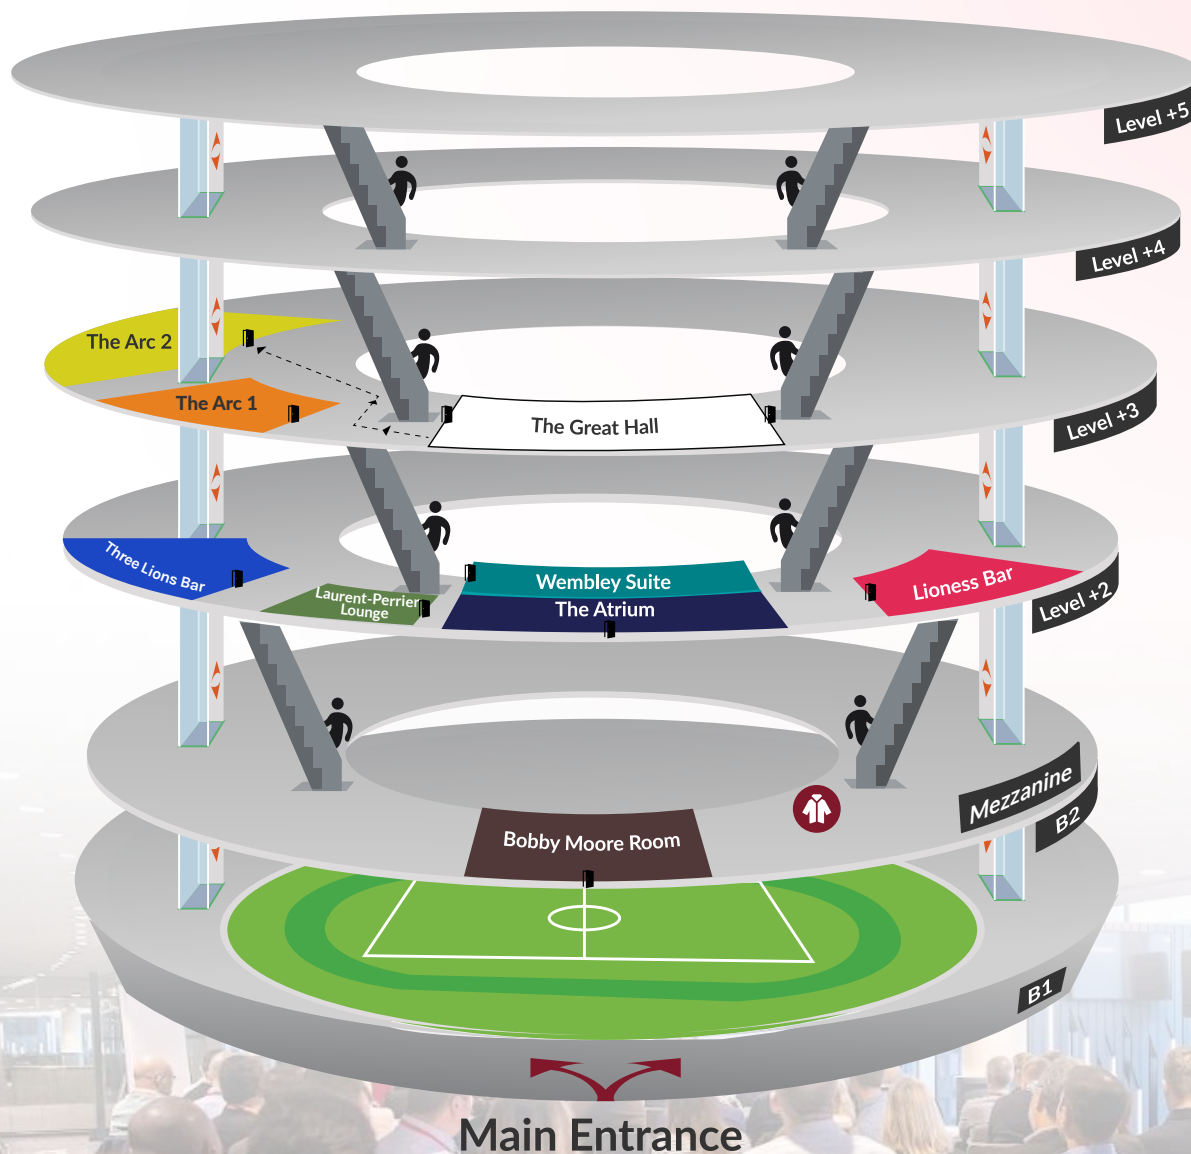 Level +5
Level +4
The Arc 2
The Arc 1
The Great Hall
Level +3
Three Lions Bar
Laurent-Perrier
Lounge
Wembley Suite
The Atrium
Lioness Bar
Level +2
Mezzanine
B2
Bobby Moore Room
B1
Main Entrance